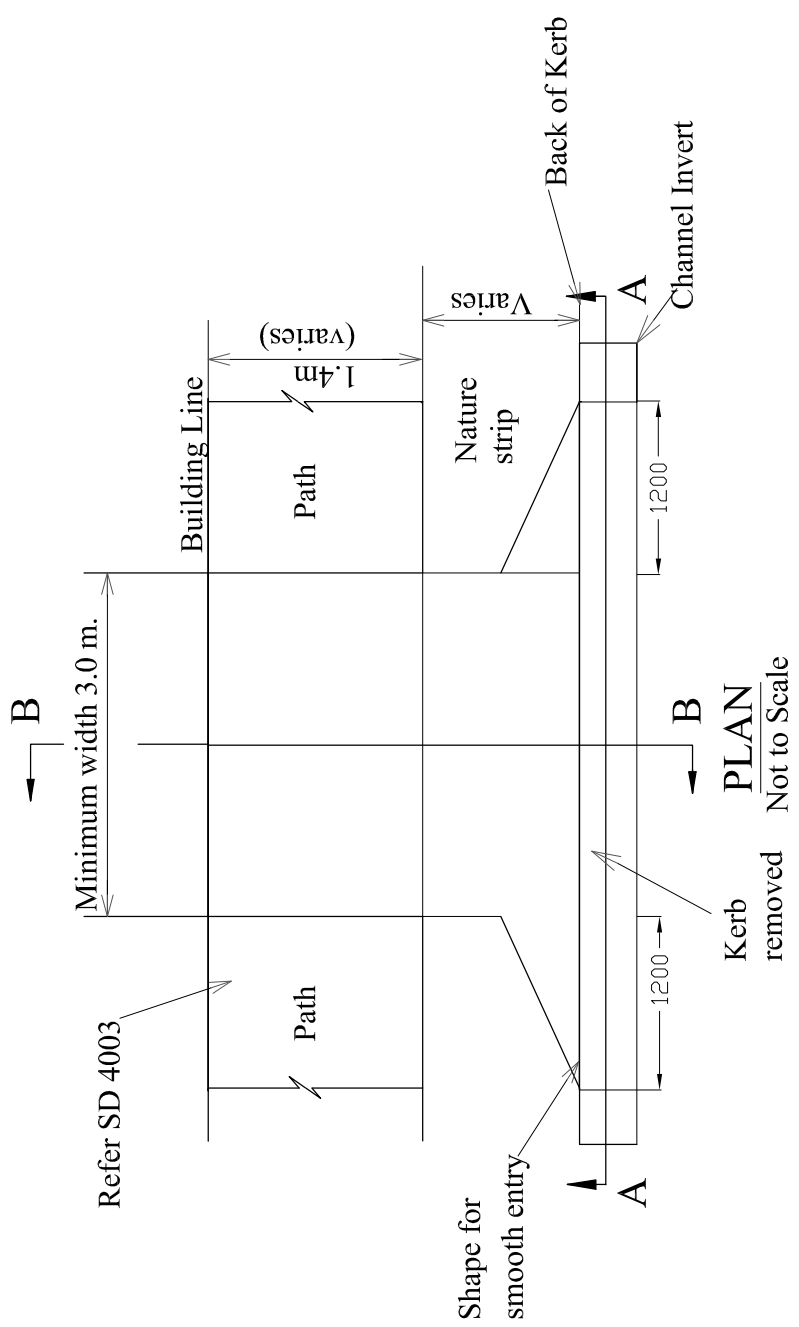 B
Minimum width 3.0 m.
Refer SD 4003
Building Line
Path
Path
1.4m
(varies)
Nature
strip
Varies
Back of Kerb
Shape for
smooth entry
A
A
Channel Invert
1200
1200
Kerb
removed
B
PLAN
Not to Scale